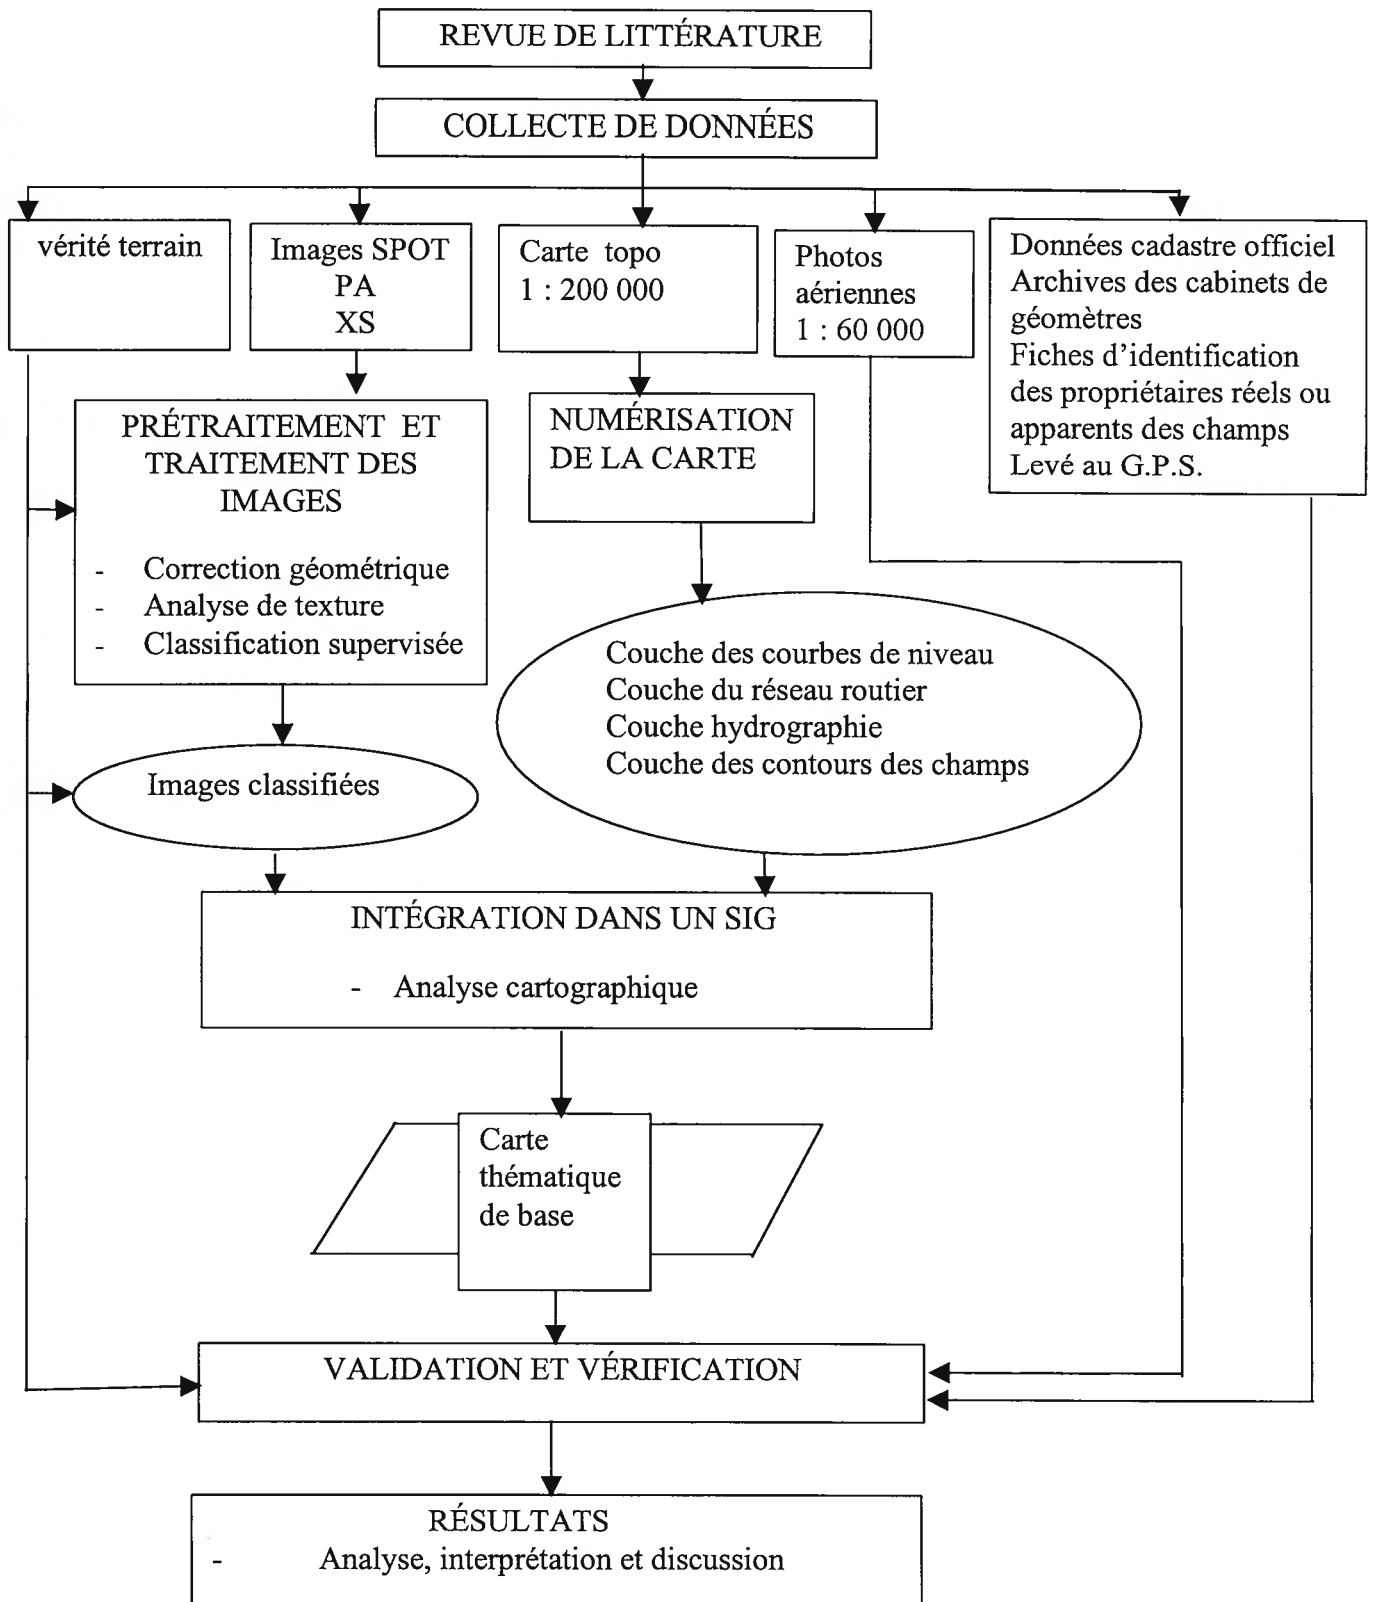 REVUE DE LITTÉRATURE
COLLECTE DE DONNÉES
vérité terrain
Images SPOT
PA
XS
Carte topo
1 : 200 000
Photos
aériennes
1 : 60 000
Données cadastre officiel
Archives des cabinets de
géomètres
Fiches d'identification
des propriétaires réels ou
apparents des champs
Levé au G.P.S.
PRÉTRAITEMENT ET
TRAITEMENT DES
IMAGES
- Correction géométrique
- Analyse de texture
- Classification supervisée
NUMÉRISATION
DE LA CARTE
Couche des courbes de niveau
Couche du réseau routier
Couche hydrographie
Couche des contours des champs
Images classifiées
INTÉGRATION DANS UN SIG
- Analyse cartographique
Carte
thématique
de base
VALIDATION ET VÉRIFICATION
RÉSULTATS
- Analyse, interprétation et discussion